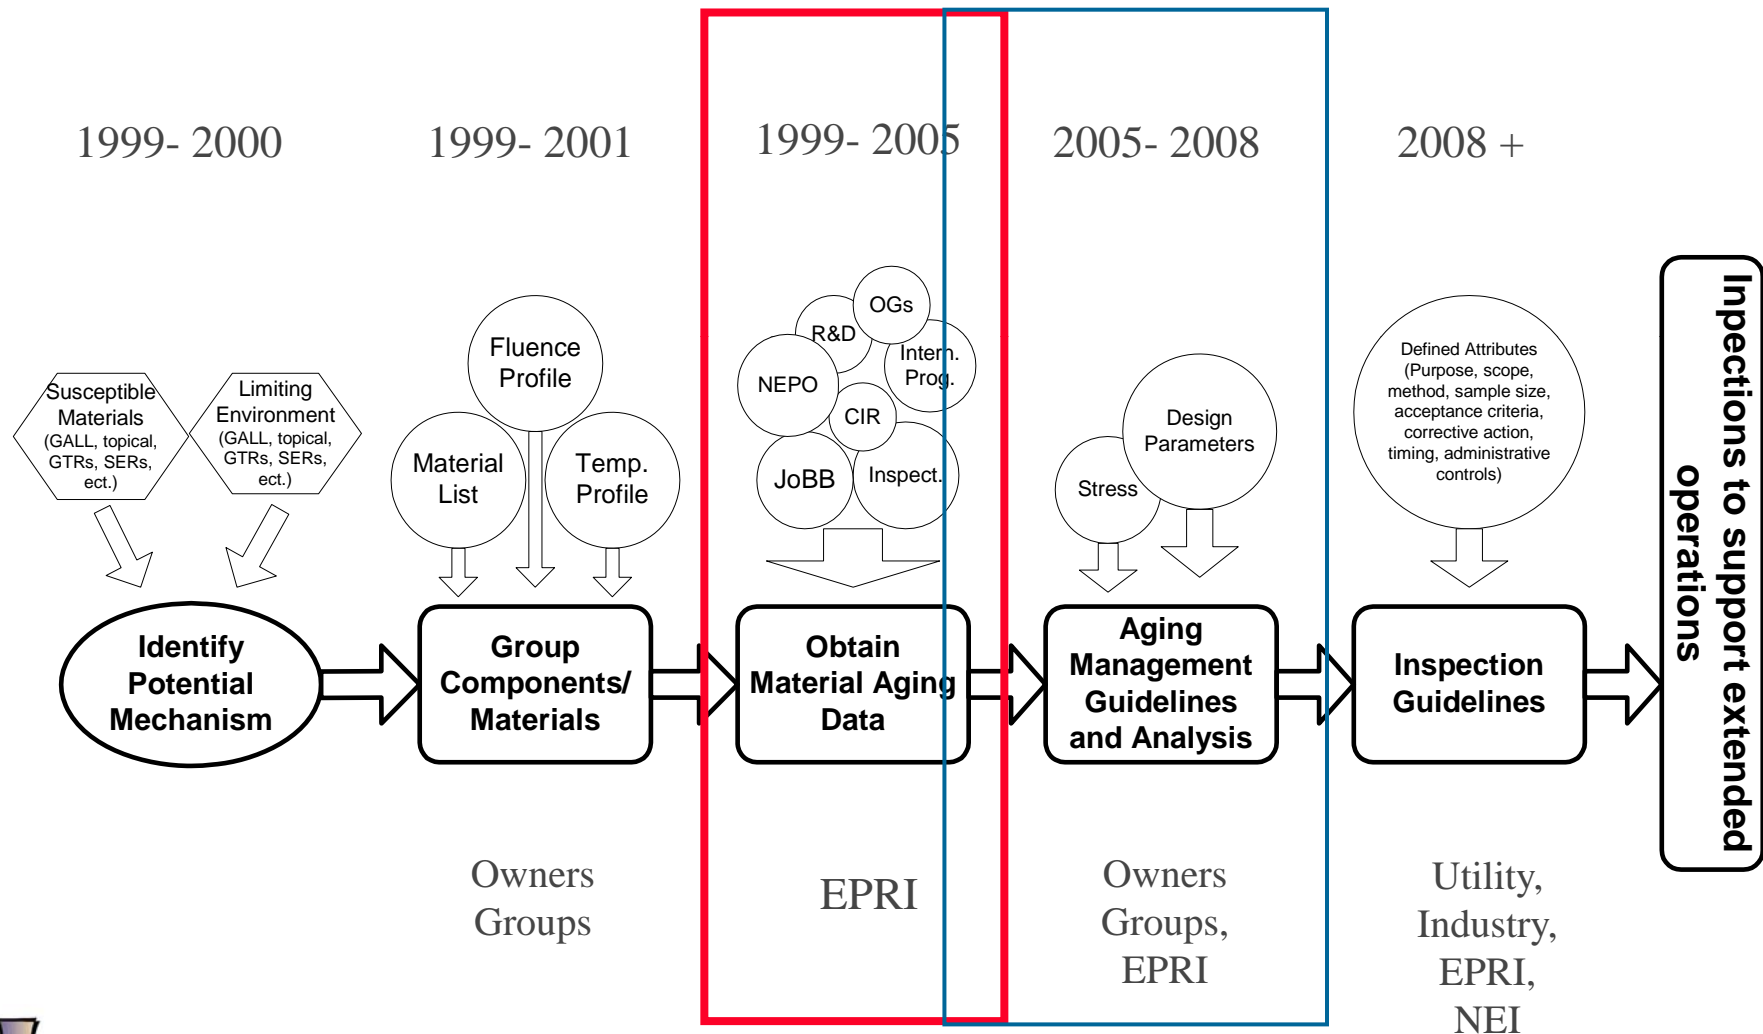 1999- 2000
1999- 2001
1999- 2005
2005- 2008
2008 +
Susceptible
Materials
(GALL, topical,
GTRs, SERs,
ect.)
Limiting
Environment
(GALL, topical,
GTRs, SERs,
ect.)
Fluence
Profile
Material
List
Temp.
Profile
OGs
R&D
Intern.
Prog.
NEPO
CIR
JoBB
Inspect.
Design
Parameters
Stress
Defined Attributes
(Purpose, scope,
method, sample size,
acceptance criteria,
corrective action,
timing, administrative
controls)
Identify
Potential
Mechanism
Group
Components/
Materials
Obtain
Material Aging
Data
Aging
Management
Guidelines
and Analysis
Inspection
Guidelines
Inpections to support extended
operations
Owners
Groups
EPRI
Owners
Groups,
EPRI
Utility,
Industry,
EPRI,
NEI